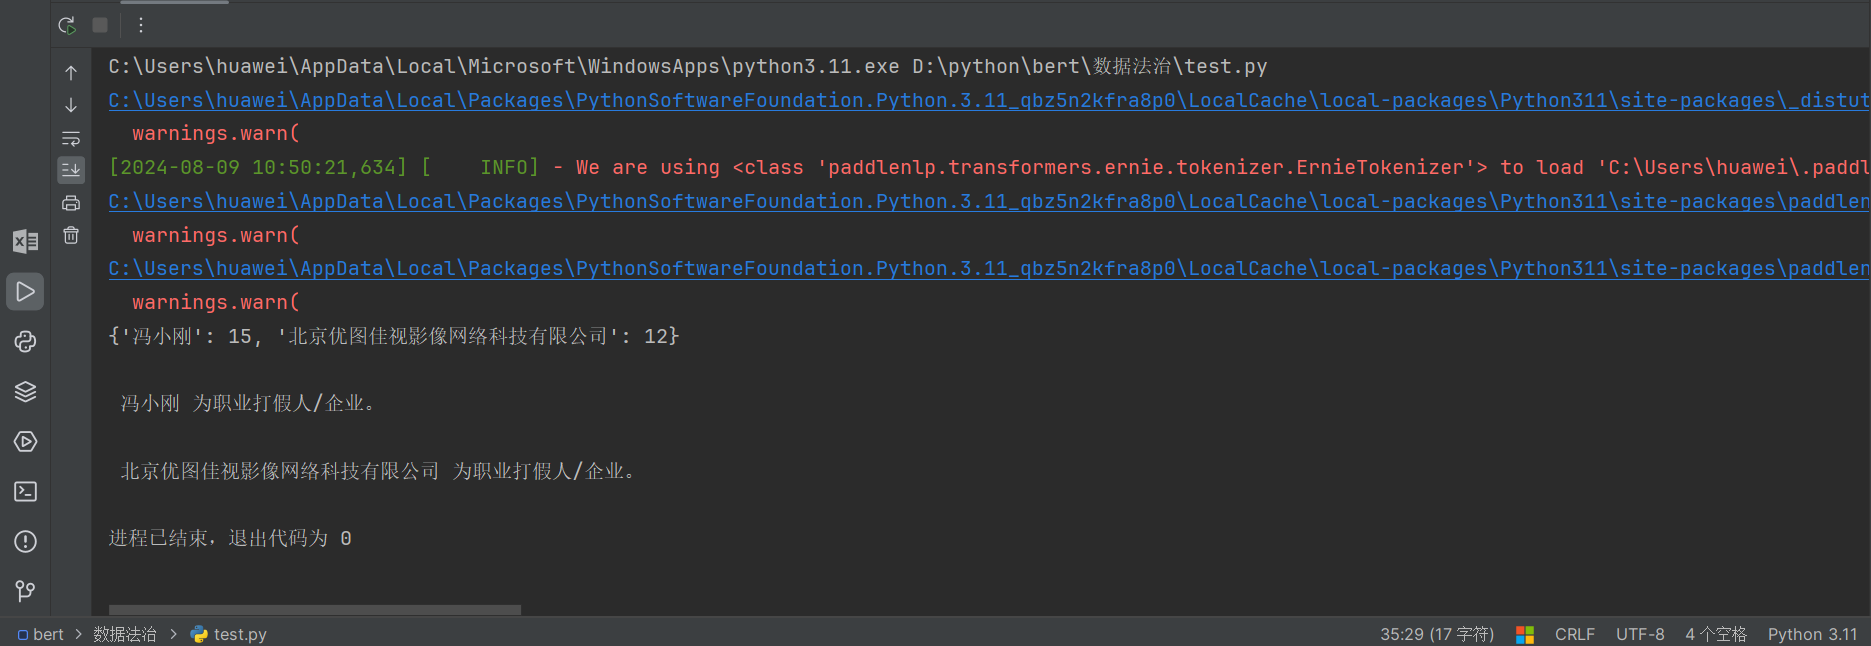 C:\Users\huawei\AppData\Local\Microsoft\WindowsApps\python3.11.exe D:\python\bert\数据法治\test.py
C:\Users\huawei\AppData\Local\Packages\PythonSoftwareFoundation.Python.3.11_qbz5n2kfra8p0\LocalCache\local-packages\Python311\site-packages\_distut
warnings.warn(
[2024-08-09 10:50:21,634] [    INFO] - We are using <class 'paddlenlp.transformers.ernie.tokenizer.ErnieTokenizer'> to load 'C:\Users\huawei\.paddl
C:\Users\huawei\AppData\Local\Packages\PythonSoftwareFoundation.Python.3.11_qbz5n2kfra8p0\LocalCache\local-packages\Python311\site-packages\paddlen
warnings.warn(
C:\Users\huawei\AppData\Local\Packages\PythonSoftwareFoundation.Python.3.11_qbz5n2kfra8p0\LocalCache\local-packages\Python311\site-packages\paddlen
warnings.warn(
{'冯小刚': 15, '北京优图佳视影像网络科技有限公司': 12}
冯小刚 为职业打假人/企业。
北京优图佳视影像网络科技有限公司 为职业打假人/企业。
进程已结束，退出代码为 0
bert > 数据法治 > test.py
35:29 (17 字符) CRLF UTF-8 4 个空格 Python 3.11